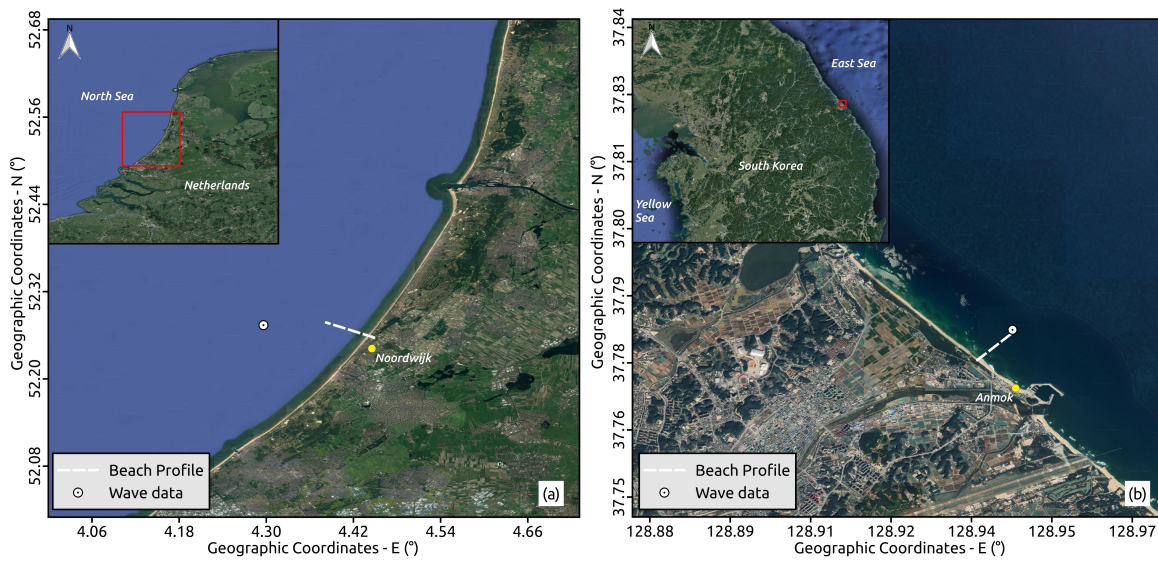 N
North Sea
Netherlands
Noordwijk
Beach Profile
Wave data
(a)
52.68
52.56
52.44
52.32
52.20
52.08
Geographic Coordinates - N (°)
4.06 4.18 4.30 4.42 4.54 4.66
Geographic Coordinates - E (°)
N
East Sea
South Korea
Yellow
Sea
Anmok
Beach Profile
Wave data
(b)
37.84
37.83
37.81
37.80
37.79
37.78
37.76
37.75
Geographic Coordinates - N (°)
128.88 128.89 128.91 128.92 128.94 128.95 128.97
Geographic Coordinates - E (°)